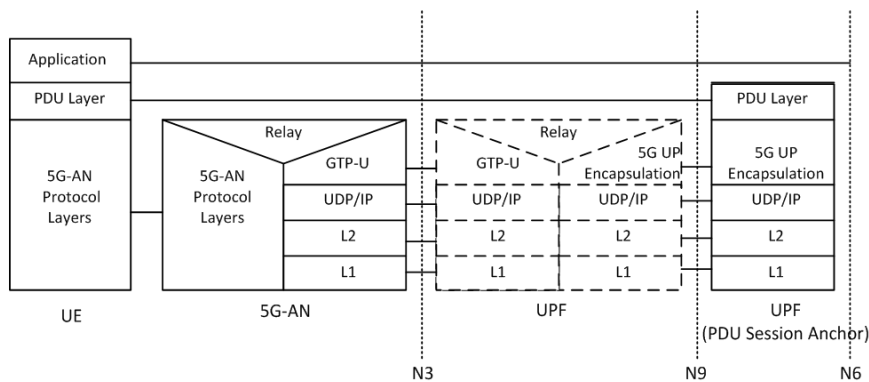 Application
PDU Layer
5G-AN
Protocol
Layers
UE
Relay
5G-AN
Protocol
Layers
GTP-U
UDP/IP
L2
L1
5G-AN
N3
Relay
GTP-U
UDP/IP
L2
L1
5G UP
Encapsulation
UDP/IP
L2
L1
UPF
N9
PDU Layer
5G UP
Encapsulation
UDP/IP
L2
L1
UPF
(PDU Session Anchor)
N6